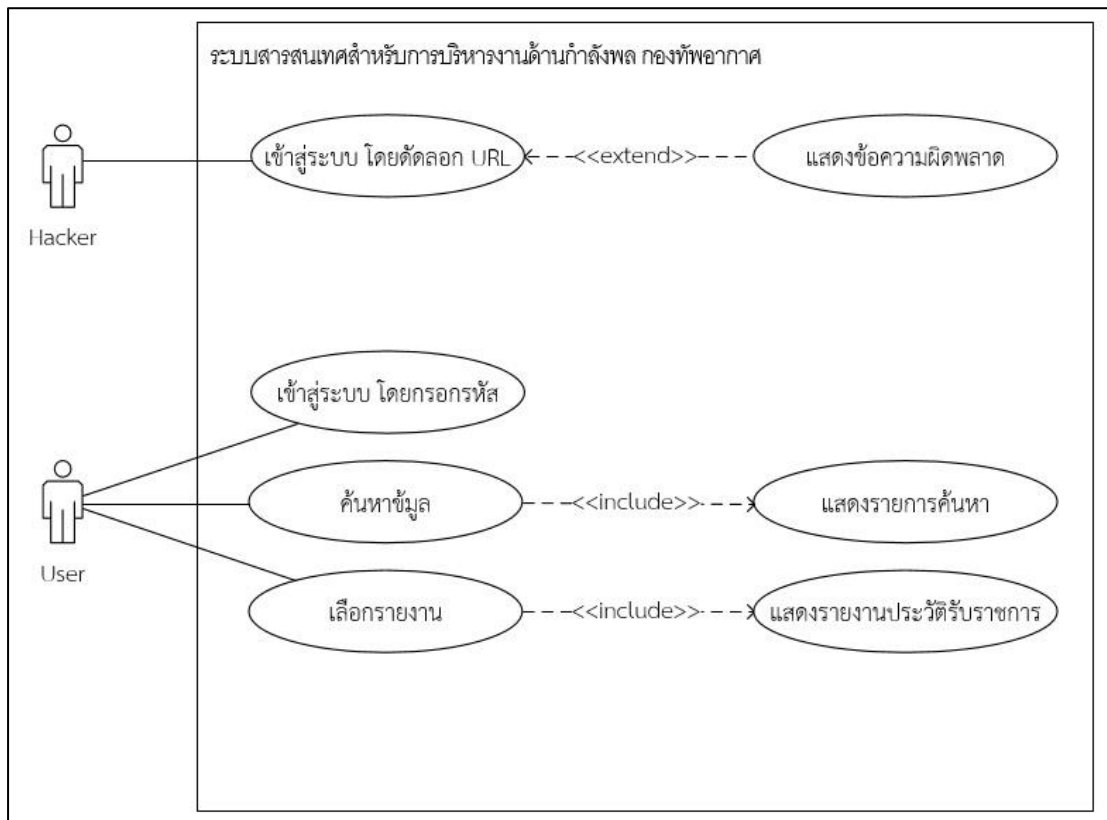 ระบบสารสนเทศสำหรับการบริหารงานด้านกำลังพล กองทัพอากาศ
เข้าสู่ระบบ โดยดัดลอก URL
<<extend>>
แสดงข้อความผิดพลาด
Hacker
เข้าสู่ระบบ โดยกรอกรหัส
ค้นหาข้มูล
<<include>>
แสดงรายการค้นหา
User
เลือกรายงาน
<<include>>
แสดงรายงานประวัติรับราชการ